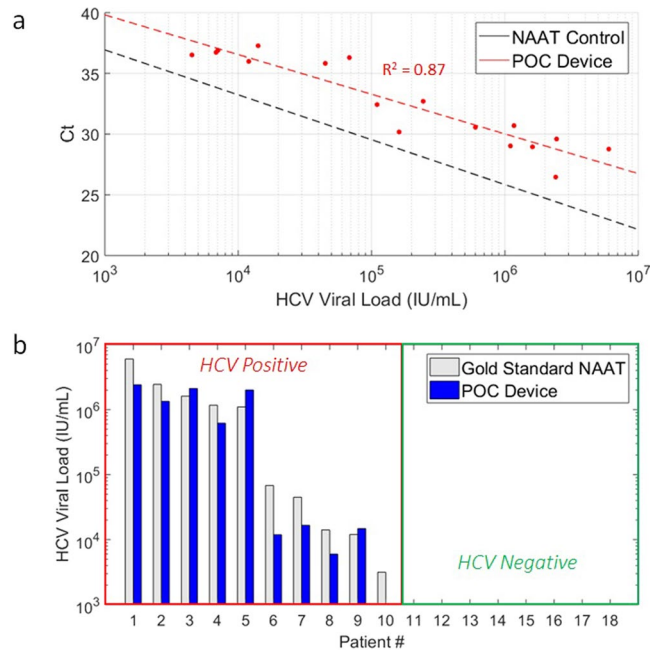 a
40
35
30
25
20
Ct
NAAT Control
POC Device
R² = 0.87
10³ 10⁴ 10⁵ 10⁶ 10⁷
HCV Viral Load (IU/mL)
b
10⁷
10⁶
10⁵
10⁴
10³
HCV Viral Load (IU/mL)
HCV Positive
Gold Standard NAAT
POC Device
HCV Negative
1 2 3 4 5 6 7 8 9 10 11 12 13 14 15 16 17 18
Patient #